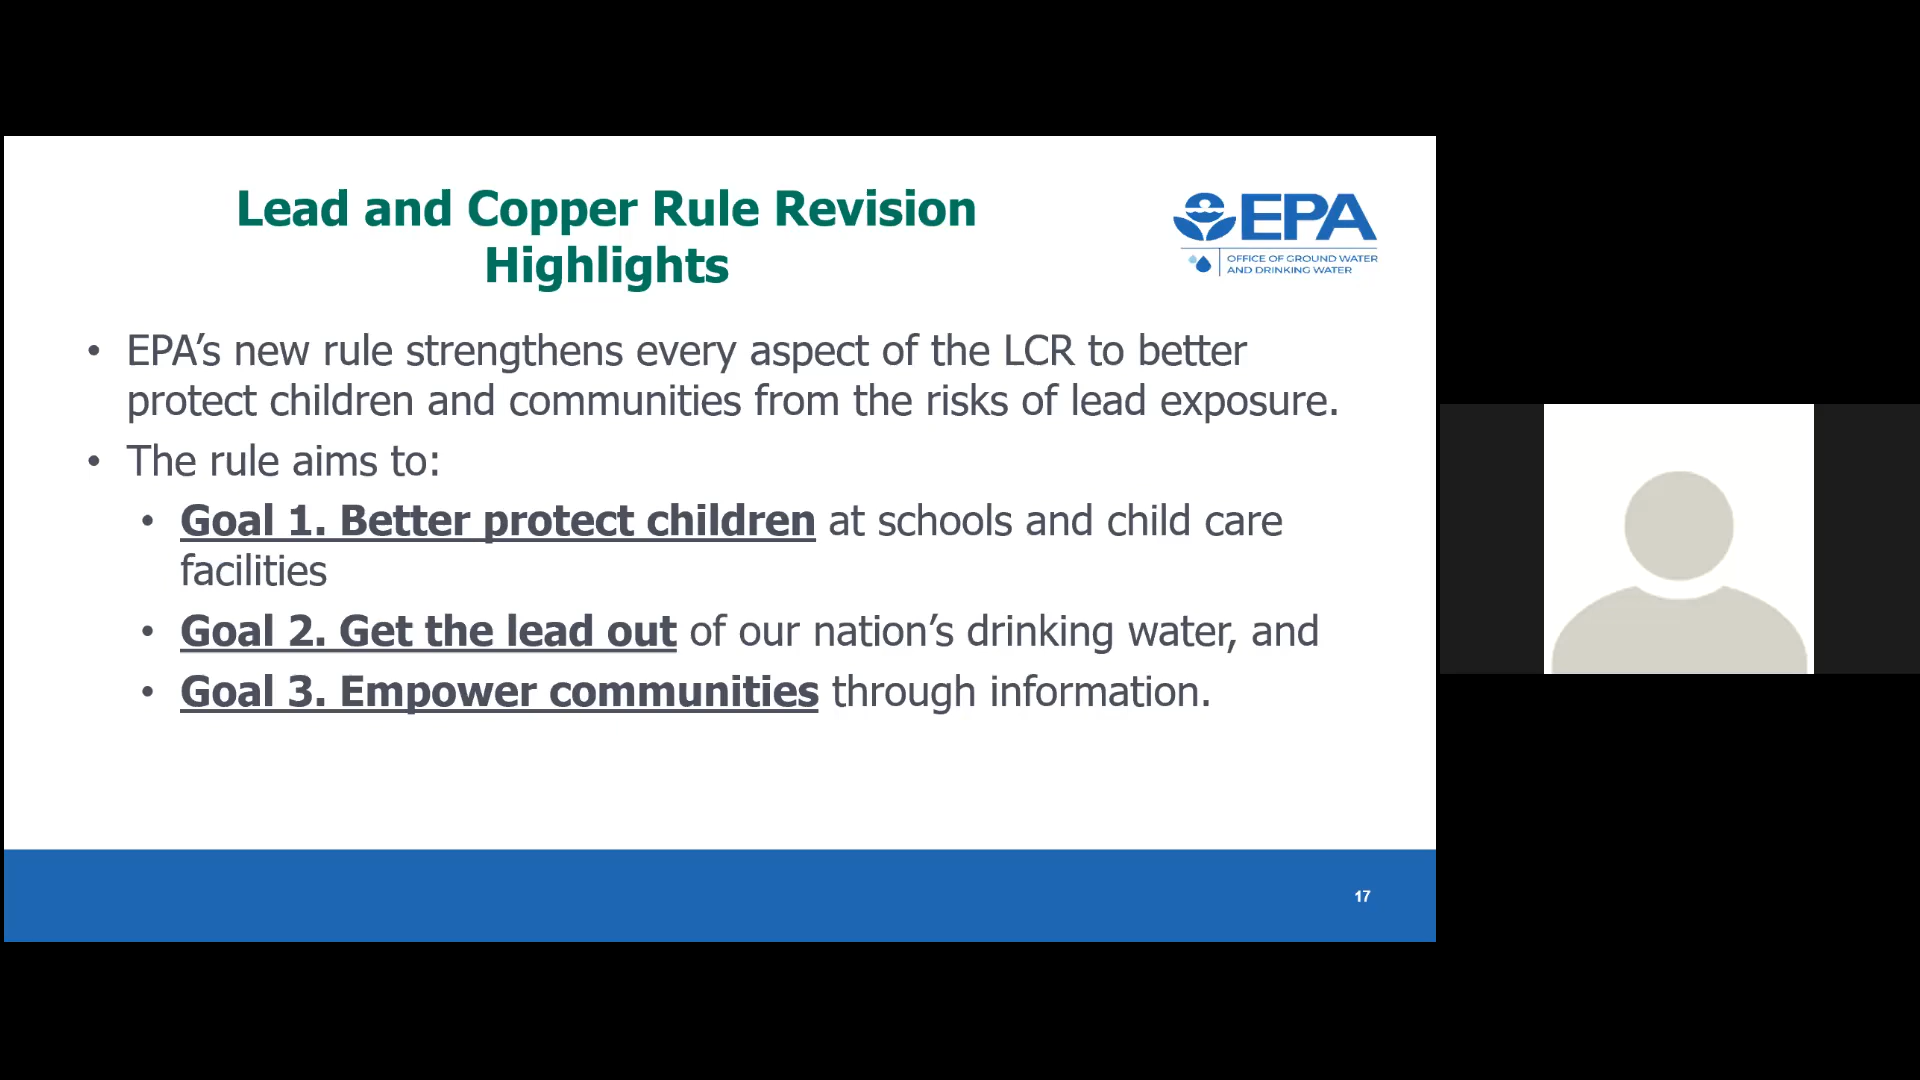 Lead and Copper Rule Revision
Highlights
EPA
OFFICE OF GROUND WATER
AND DRINKING WATER
• EPA’s new rule strengthens every aspect of the LCR to better
protect children and communities from the risks of lead exposure.
• The rule aims to:
• Goal 1. Better protect children at schools and child care
facilities
• Goal 2. Get the lead out of our nation’s drinking water, and
• Goal 3. Empower communities through information.
17